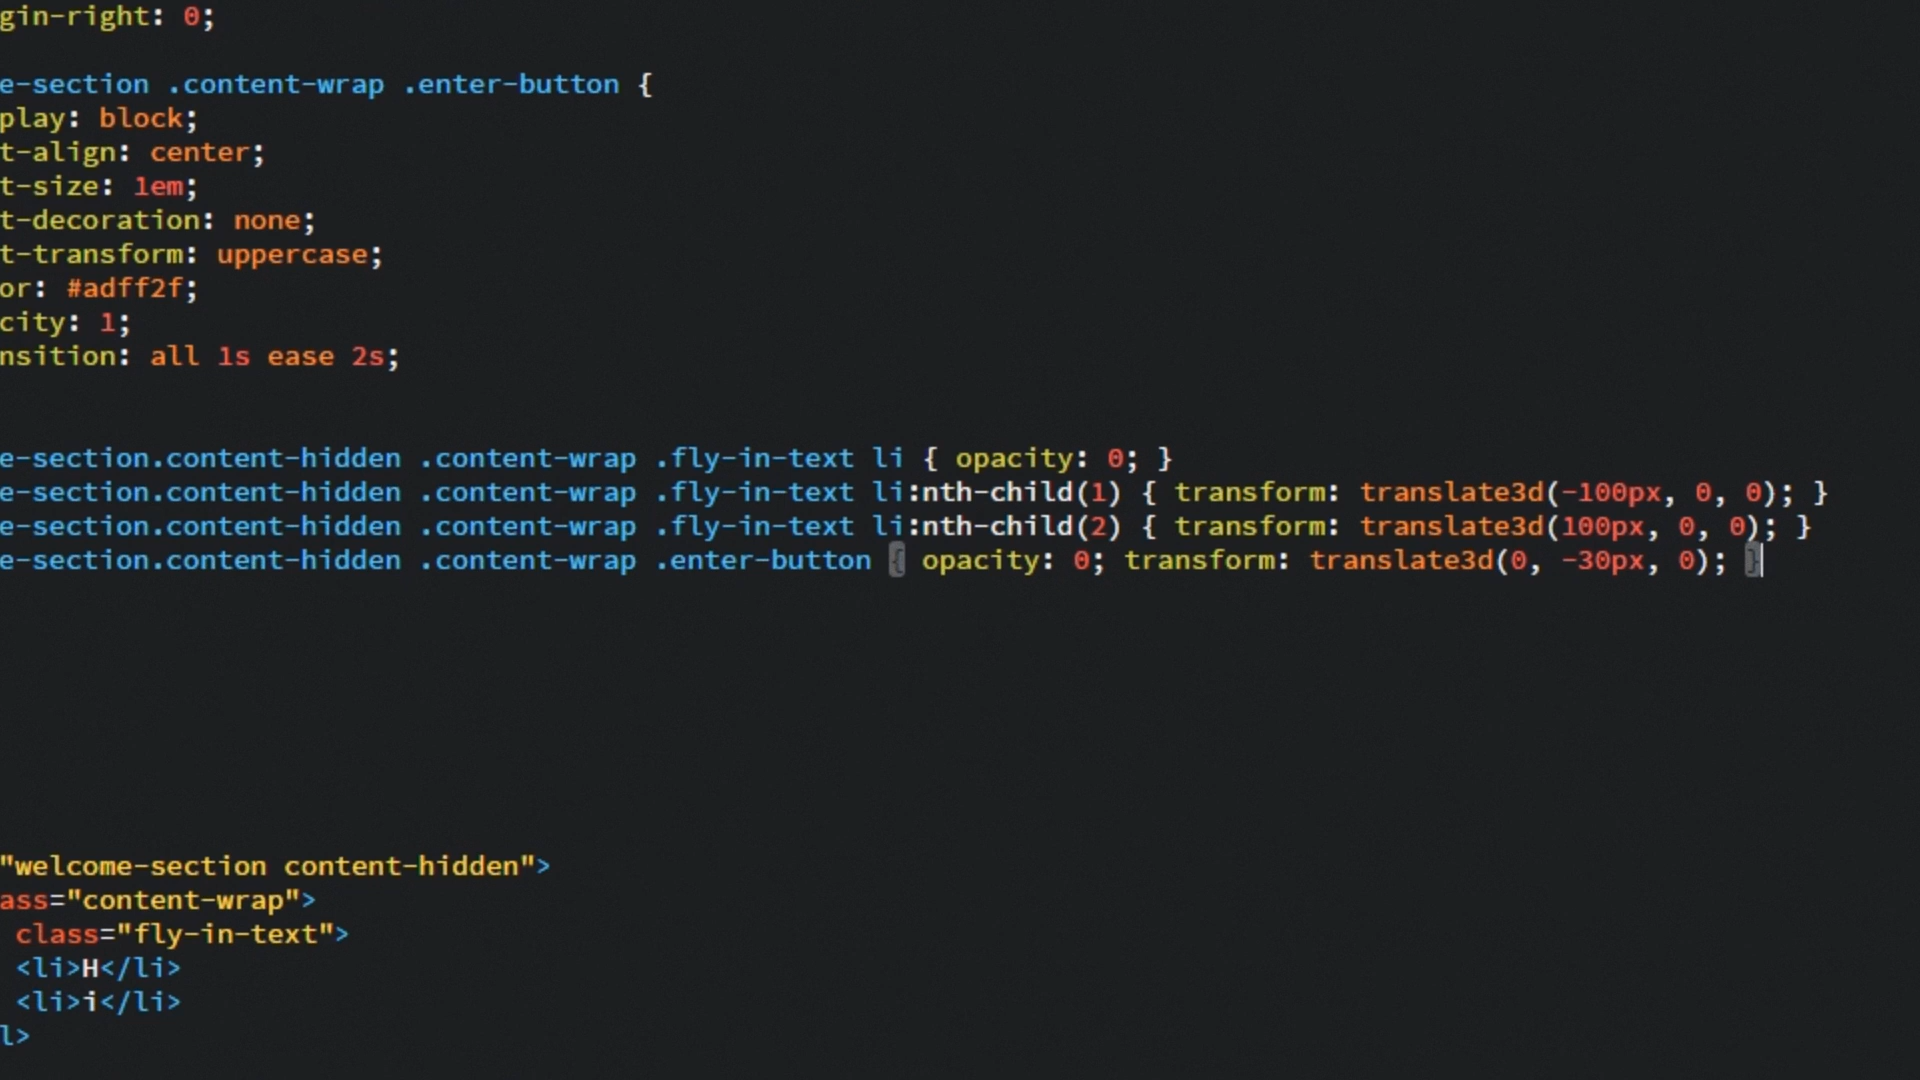 gin-right: 0;
e-section .content-wrap .enter-button {
play: block;
t-align: center;
t-size: 1em;
t-decoration: none;
t-transform: uppercase;
or: #adff2f;
city: 1;
nsition: all 1s ease 2s;
e-section.content-hidden .content-wrap .fly-in-text li { opacity: 0; }
e-section.content-hidden .content-wrap .fly-in-text li:nth-child(1) { transform: translate3d(-100px, 0, 0); }
e-section.content-hidden .content-wrap .fly-in-text li:nth-child(2) { transform: translate3d(100px, 0, 0); }
e-section.content-hidden .content-wrap .enter-button { opacity: 0; transform: translate3d(0, -30px, 0); }
"welcome-section content-hidden">
ass="content-wrap">
class="fly-in-text">
<li>H</li>
<li>i</li>
l>